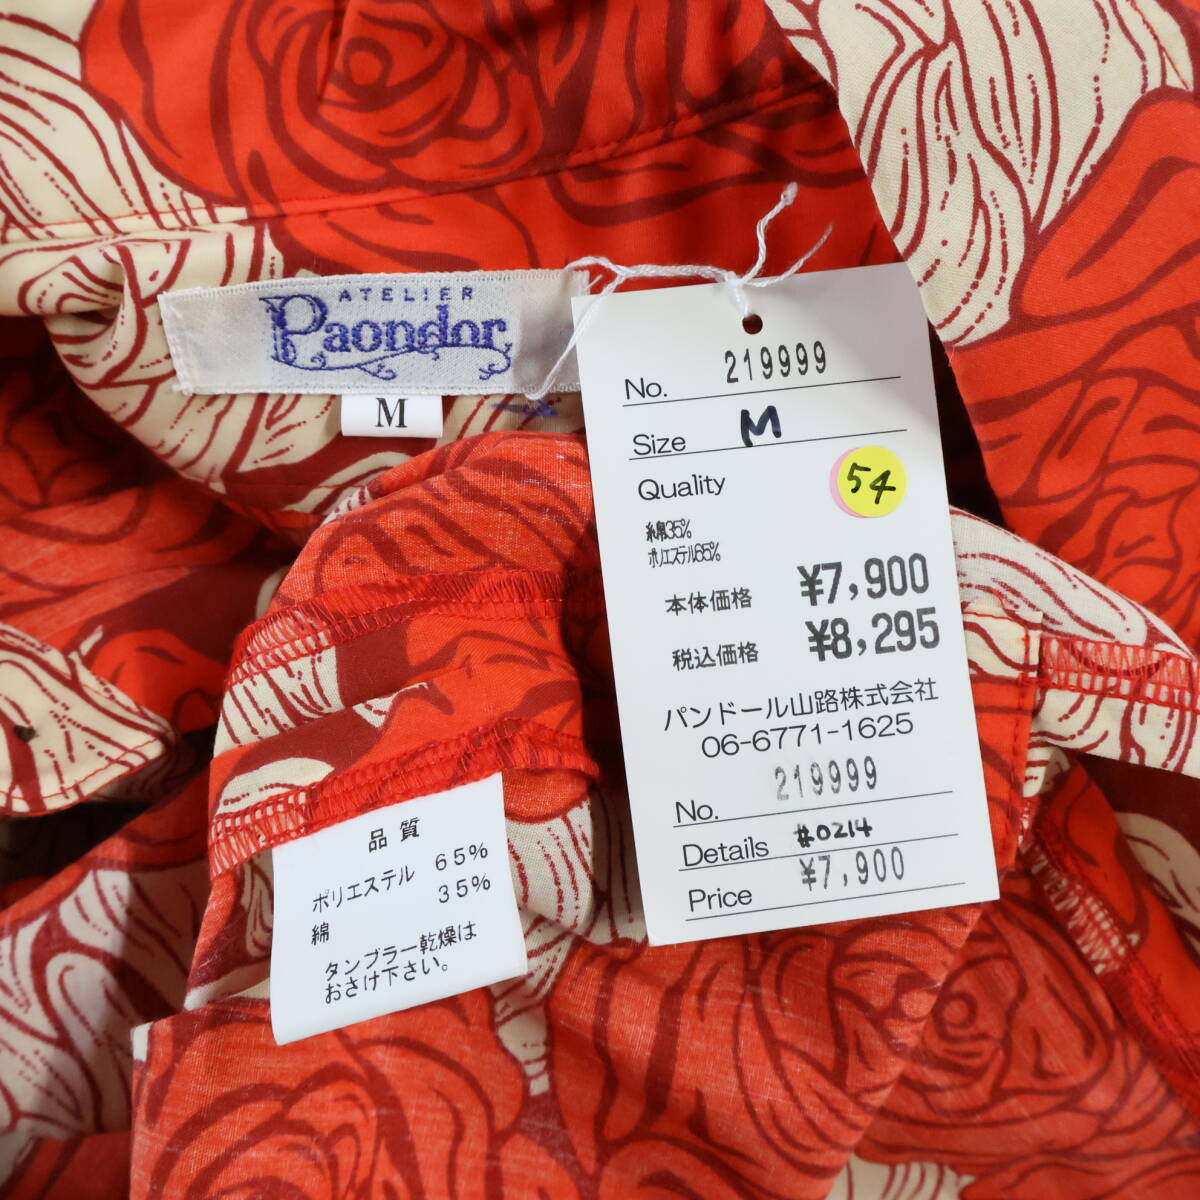 ATELIER
Paondor
M
No. 219999
Size M
Quality
54
綿35%
ポリエステル65%
本体価格 ¥7,900
税込価格 ¥8,295
パンドール山路株式会社
06-6771-1625
No. 219999
Details #0214
Price ¥7,900
品質
ポリエステル 65%
綿 35%
タンブラー乾燥は
おさけ下さい。